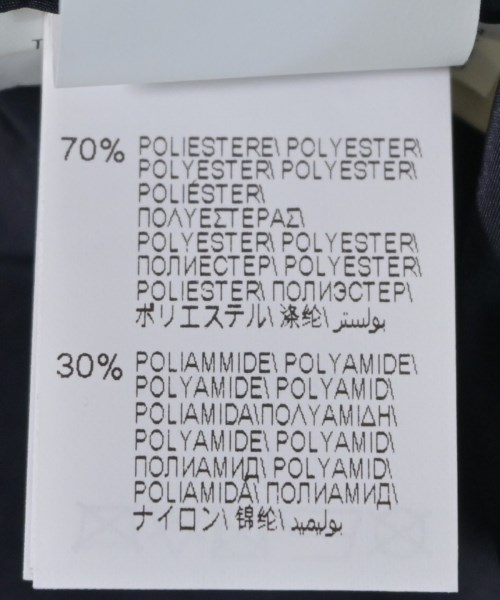 70% POLIESTERE\ POLYESTER\
POLYESTER\ POLYESTER\
POLIÉSTER\
ΠΟΛΥΕΣΤΕΡΑΣ\
POLYESTER\ POLYESTER\
ПОЛИЕСТЕР\ POLYESTER\
POLIESTER\ ПОЛИЭСТЕР\
ポリエステル\ 涤纶\ بولستر
30% POLIAMMIDE\ POLYAMIDE\
POLYAMIDE\ POLYAMID\
POLIAMIDA\ΠΟΛΥΑΜΙΔΗ\
POLYAMIDE\ POLYAMID\
ПОЛИАМИД\ POLYAMID\
POLIAMIDĂ\ ПОЛИАМИД\
ナイロン\ 锦纶\ بوليميد